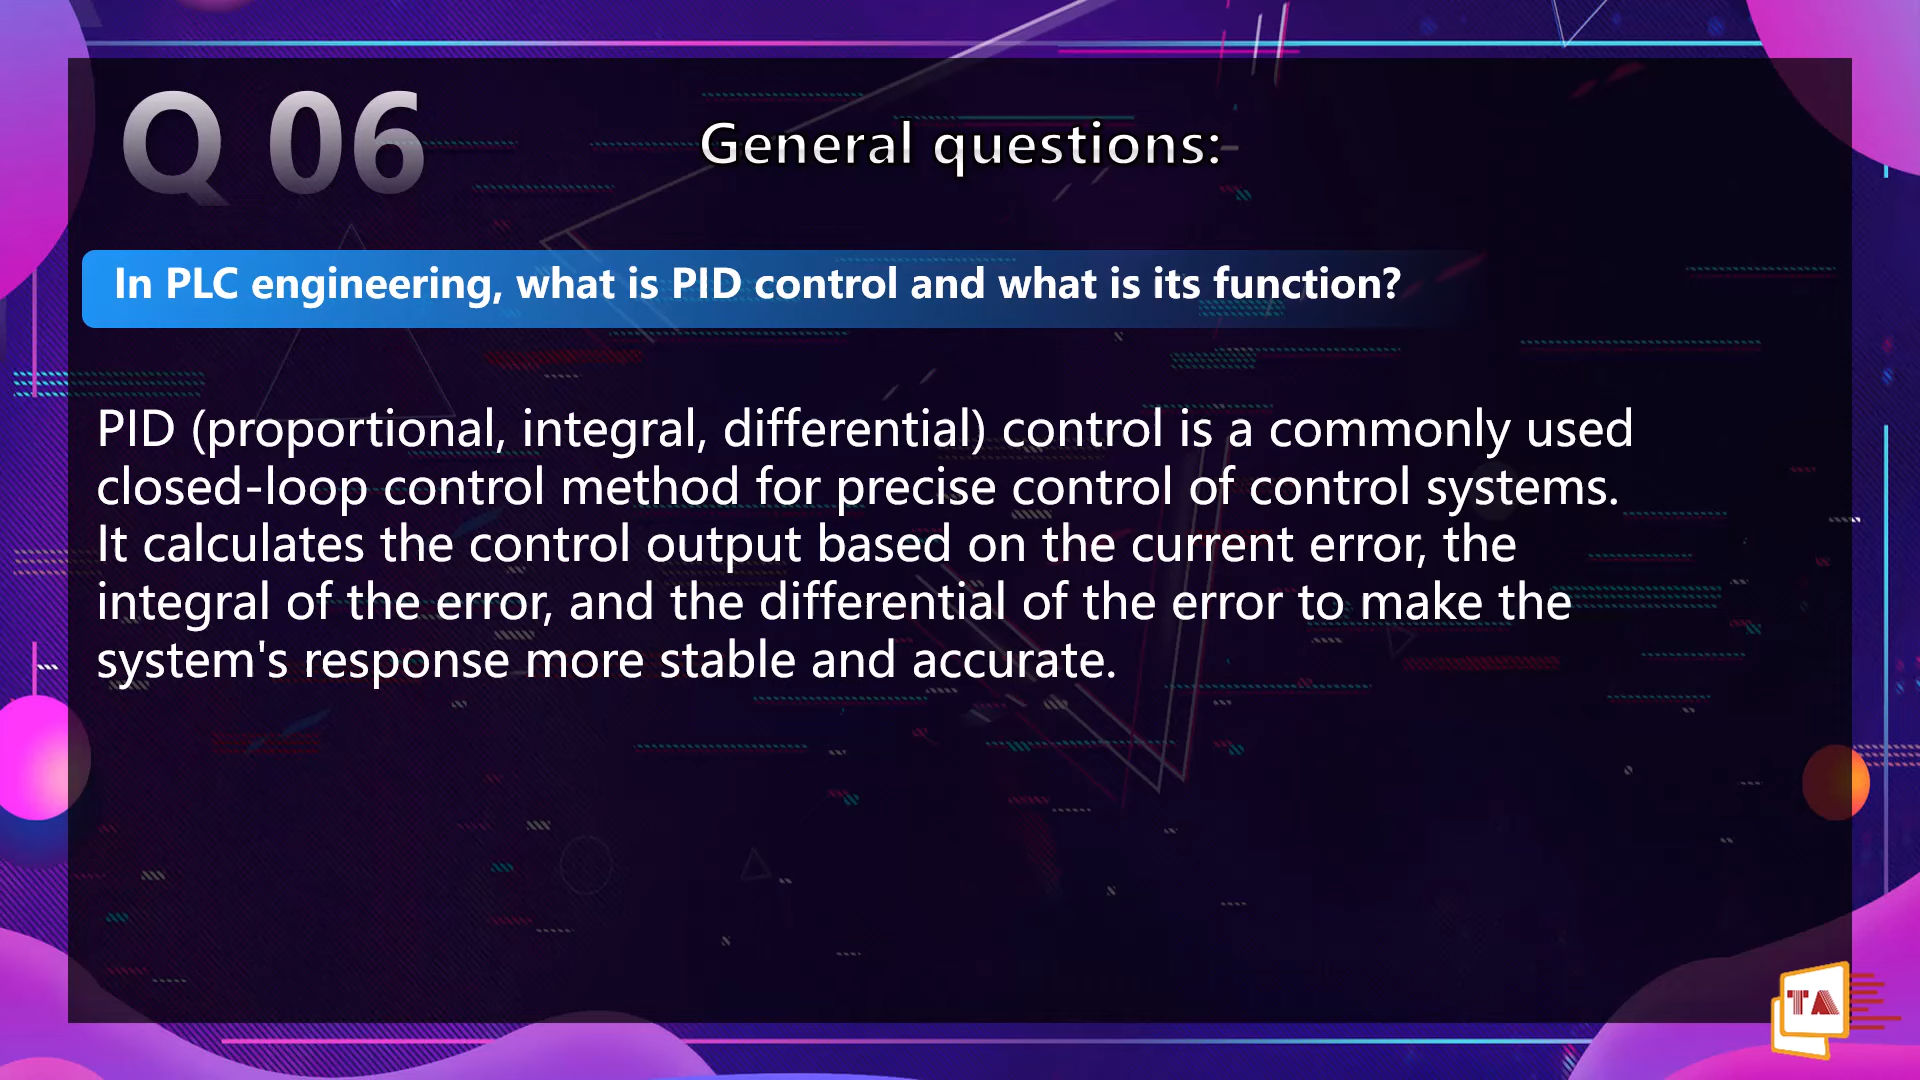 Q 06
General questions:-
In PLC engineering, what is PID control and what is its function?
PID (proportional, integral, differential) control is a commonly used
closed-loop control method for precise control of control systems.
It calculates the control output based on the current error, the
integral of the error, and the differential of the error to make the
system's response more stable and accurate.
TA